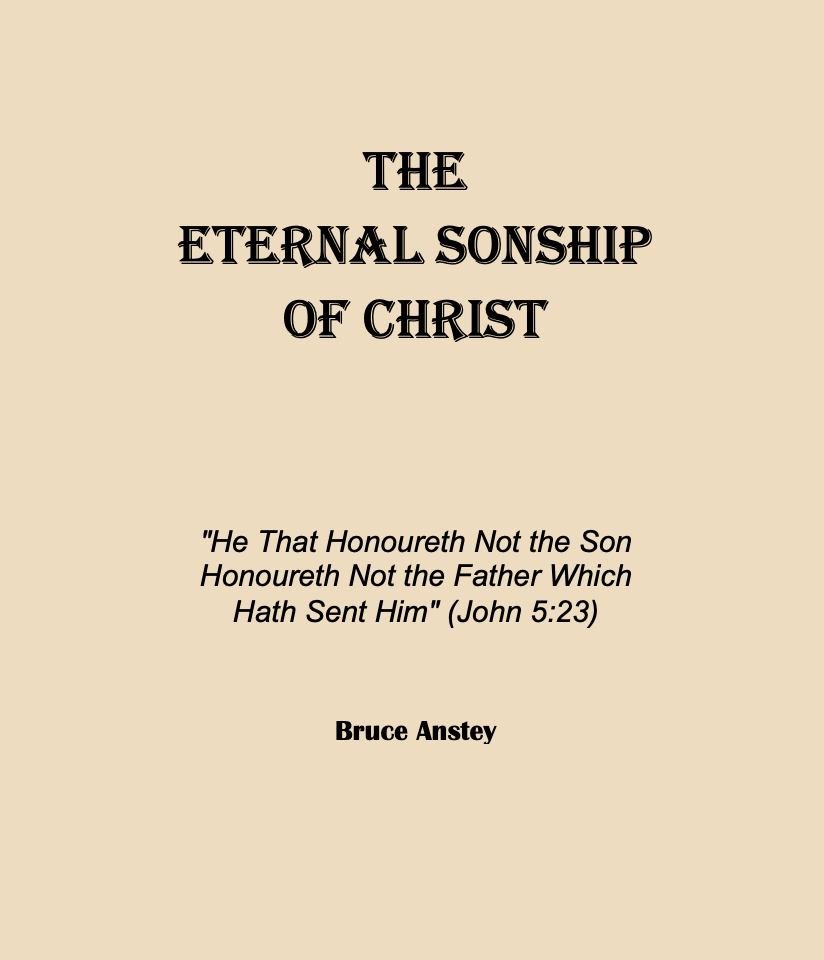 THE
ETERNAL SONSHIP
OF CHRIST
"He That Honoureth Not the Son
Honoureth Not the Father Which
Hath Sent Him" (John 5:23)
Bruce Anstey